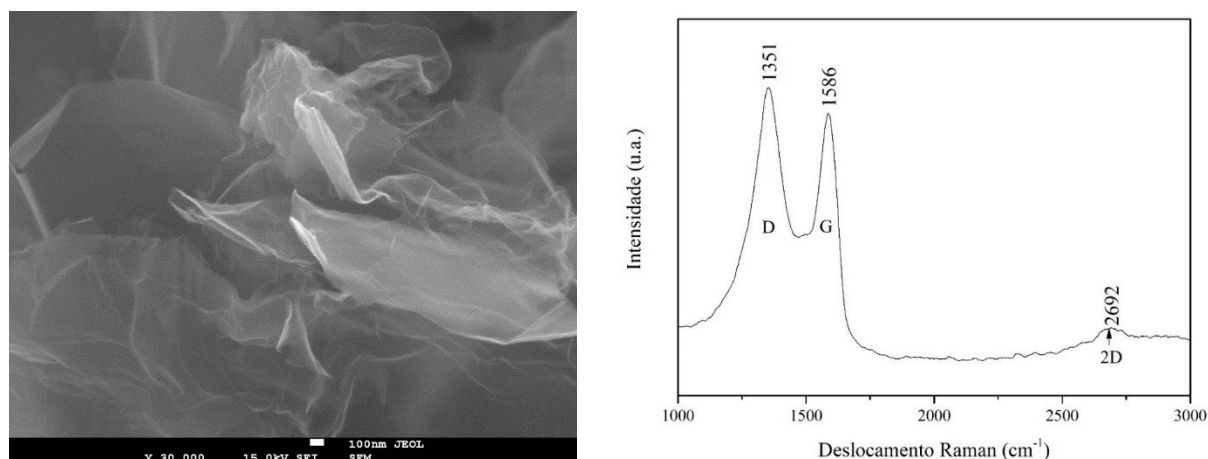 100nm JEOL
X 30,000 15.0kV SEI SEM
1351
1586
D
G
2692
2D
Intensidade (u.a.)
1000
1500
2000
2500
3000
Deslocamento Raman (cm⁻¹)